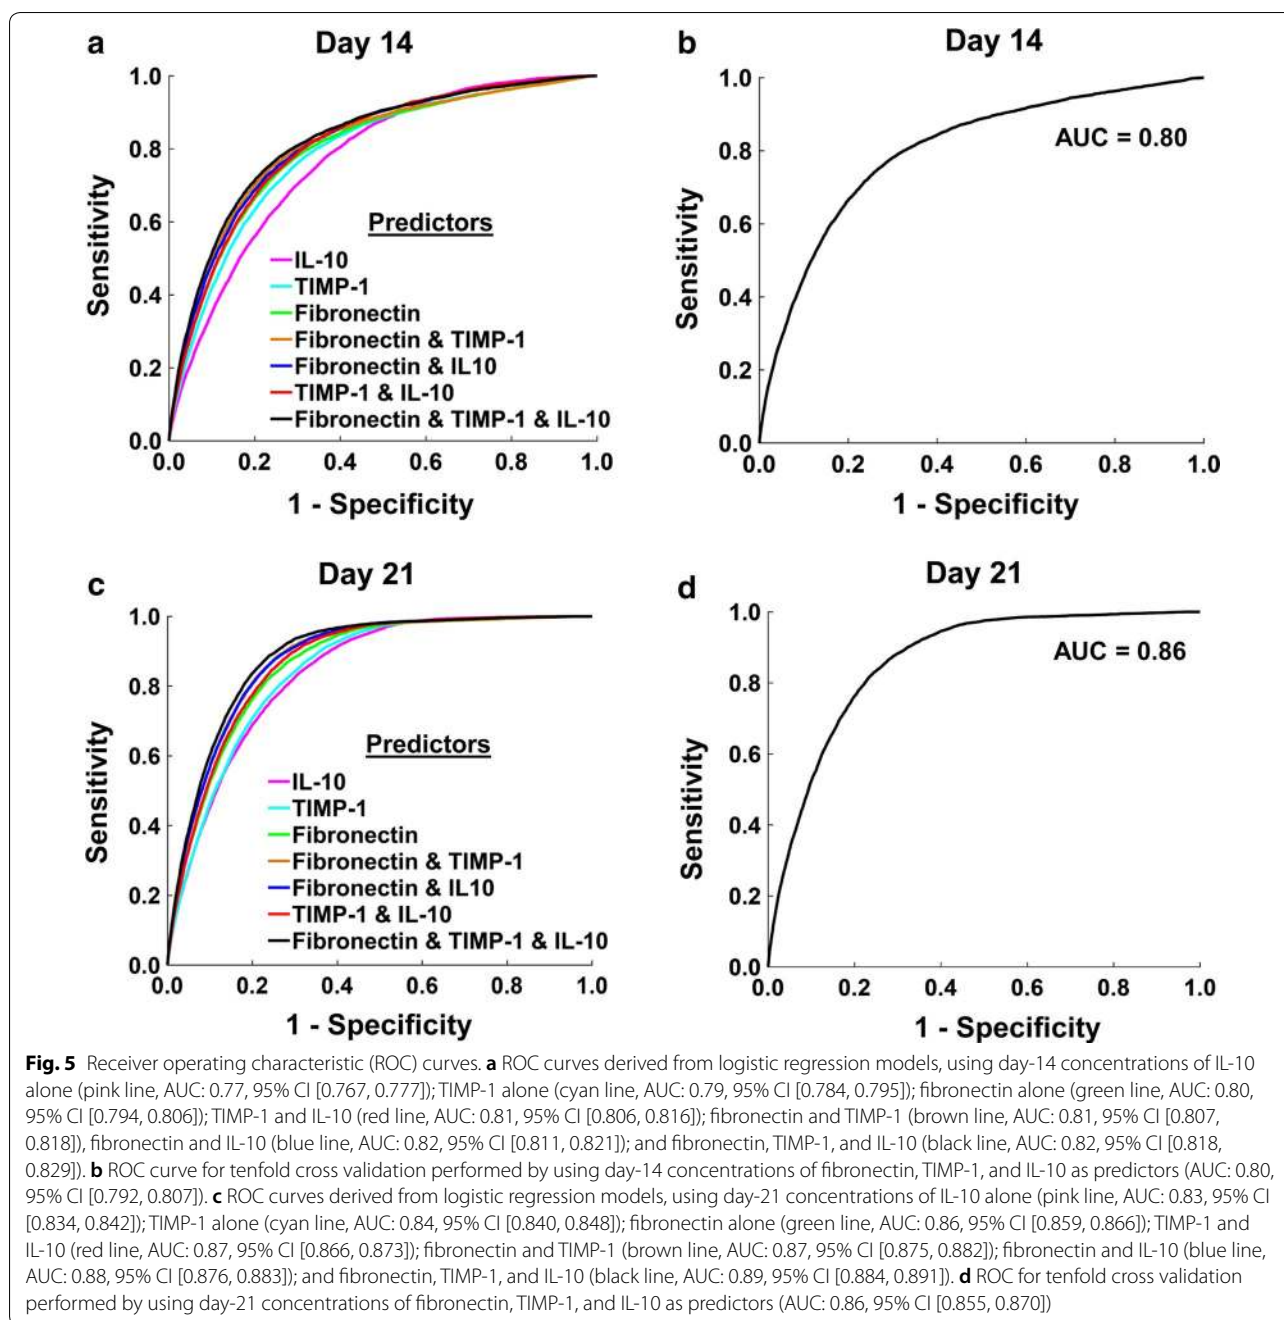 a
Day 14
1.0
0.8
0.6
0.4
0.2
0.0
Sensitivity
Predictors
IL-10
TIMP-1
Fibronectin
Fibronectin & TIMP-1
Fibronectin & IL10
TIMP-1 & IL-10
Fibronectin & TIMP-1 & IL-10
0.0 0.2 0.4 0.6 0.8 1.0
1 - Specificity
b
Day 14
1.0
0.8
0.6
0.4
0.2
0.0
Sensitivity
AUC = 0.80
0.0 0.2 0.4 0.6 0.8 1.0
1 - Specificity
c
Day 21
1.0
0.8
0.6
0.4
0.2
0.0
Sensitivity
Predictors
IL-10
TIMP-1
Fibronectin
Fibronectin & TIMP-1
Fibronectin & IL10
TIMP-1 & IL-10
Fibronectin & TIMP-1 & IL-10
0.0 0.2 0.4 0.6 0.8 1.0
1 - Specificity
d
Day 21
1.0
0.8
0.6
0.4
0.2
0.0
Sensitivity
AUC = 0.86
0.0 0.2 0.4 0.6 0.8 1.0
1 - Specificity
Fig. 5 Receiver operating characteristic (ROC) curves. a ROC curves derived from logistic regression models, using day-14 concentrations of IL-10
alone (pink line, AUC: 0.77, 95% CI [0.767, 0.777]); TIMP-1 alone (cyan line, AUC: 0.79, 95% CI [0.784, 0.795]); fibronectin alone (green line, AUC: 0.80,
95% CI [0.794, 0.806]); TIMP-1 and IL-10 (red line, AUC: 0.81, 95% CI [0.806, 0.816]); fibronectin and TIMP-1 (brown line, AUC: 0.81, 95% CI [0.807,
0.818]), fibronectin and IL-10 (blue line, AUC: 0.82, 95% CI [0.811, 0.821]); and fibronectin, TIMP-1, and IL-10 (black line, AUC: 0.82, 95% CI [0.818,
0.829]). b ROC curve for tenfold cross validation performed by using day-14 concentrations of fibronectin, TIMP-1, and IL-10 as predictors (AUC: 0.80,
95% CI [0.792, 0.807]). c ROC curves derived from logistic regression models, using day-21 concentrations of IL-10 alone (pink line, AUC: 0.83, 95% CI
[0.834, 0.842]); TIMP-1 alone (cyan line, AUC: 0.84, 95% CI [0.840, 0.848]); fibronectin alone (green line, AUC: 0.86, 95% CI [0.859, 0.866]); TIMP-1 and
IL-10 (red line, AUC: 0.87, 95% CI [0.866, 0.873]); fibronectin and TIMP-1 (brown line, AUC: 0.87, 95% CI [0.875, 0.882]); fibronectin and IL-10 (blue line,
AUC: 0.88, 95% CI [0.876, 0.883]); and fibronectin, TIMP-1, and IL-10 (black line, AUC: 0.89, 95% CI [0.884, 0.891]). d ROC for tenfold cross validation
performed by using day-21 concentrations of fibronectin, TIMP-1, and IL-10 as predictors (AUC: 0.86, 95% CI [0.855, 0.870])